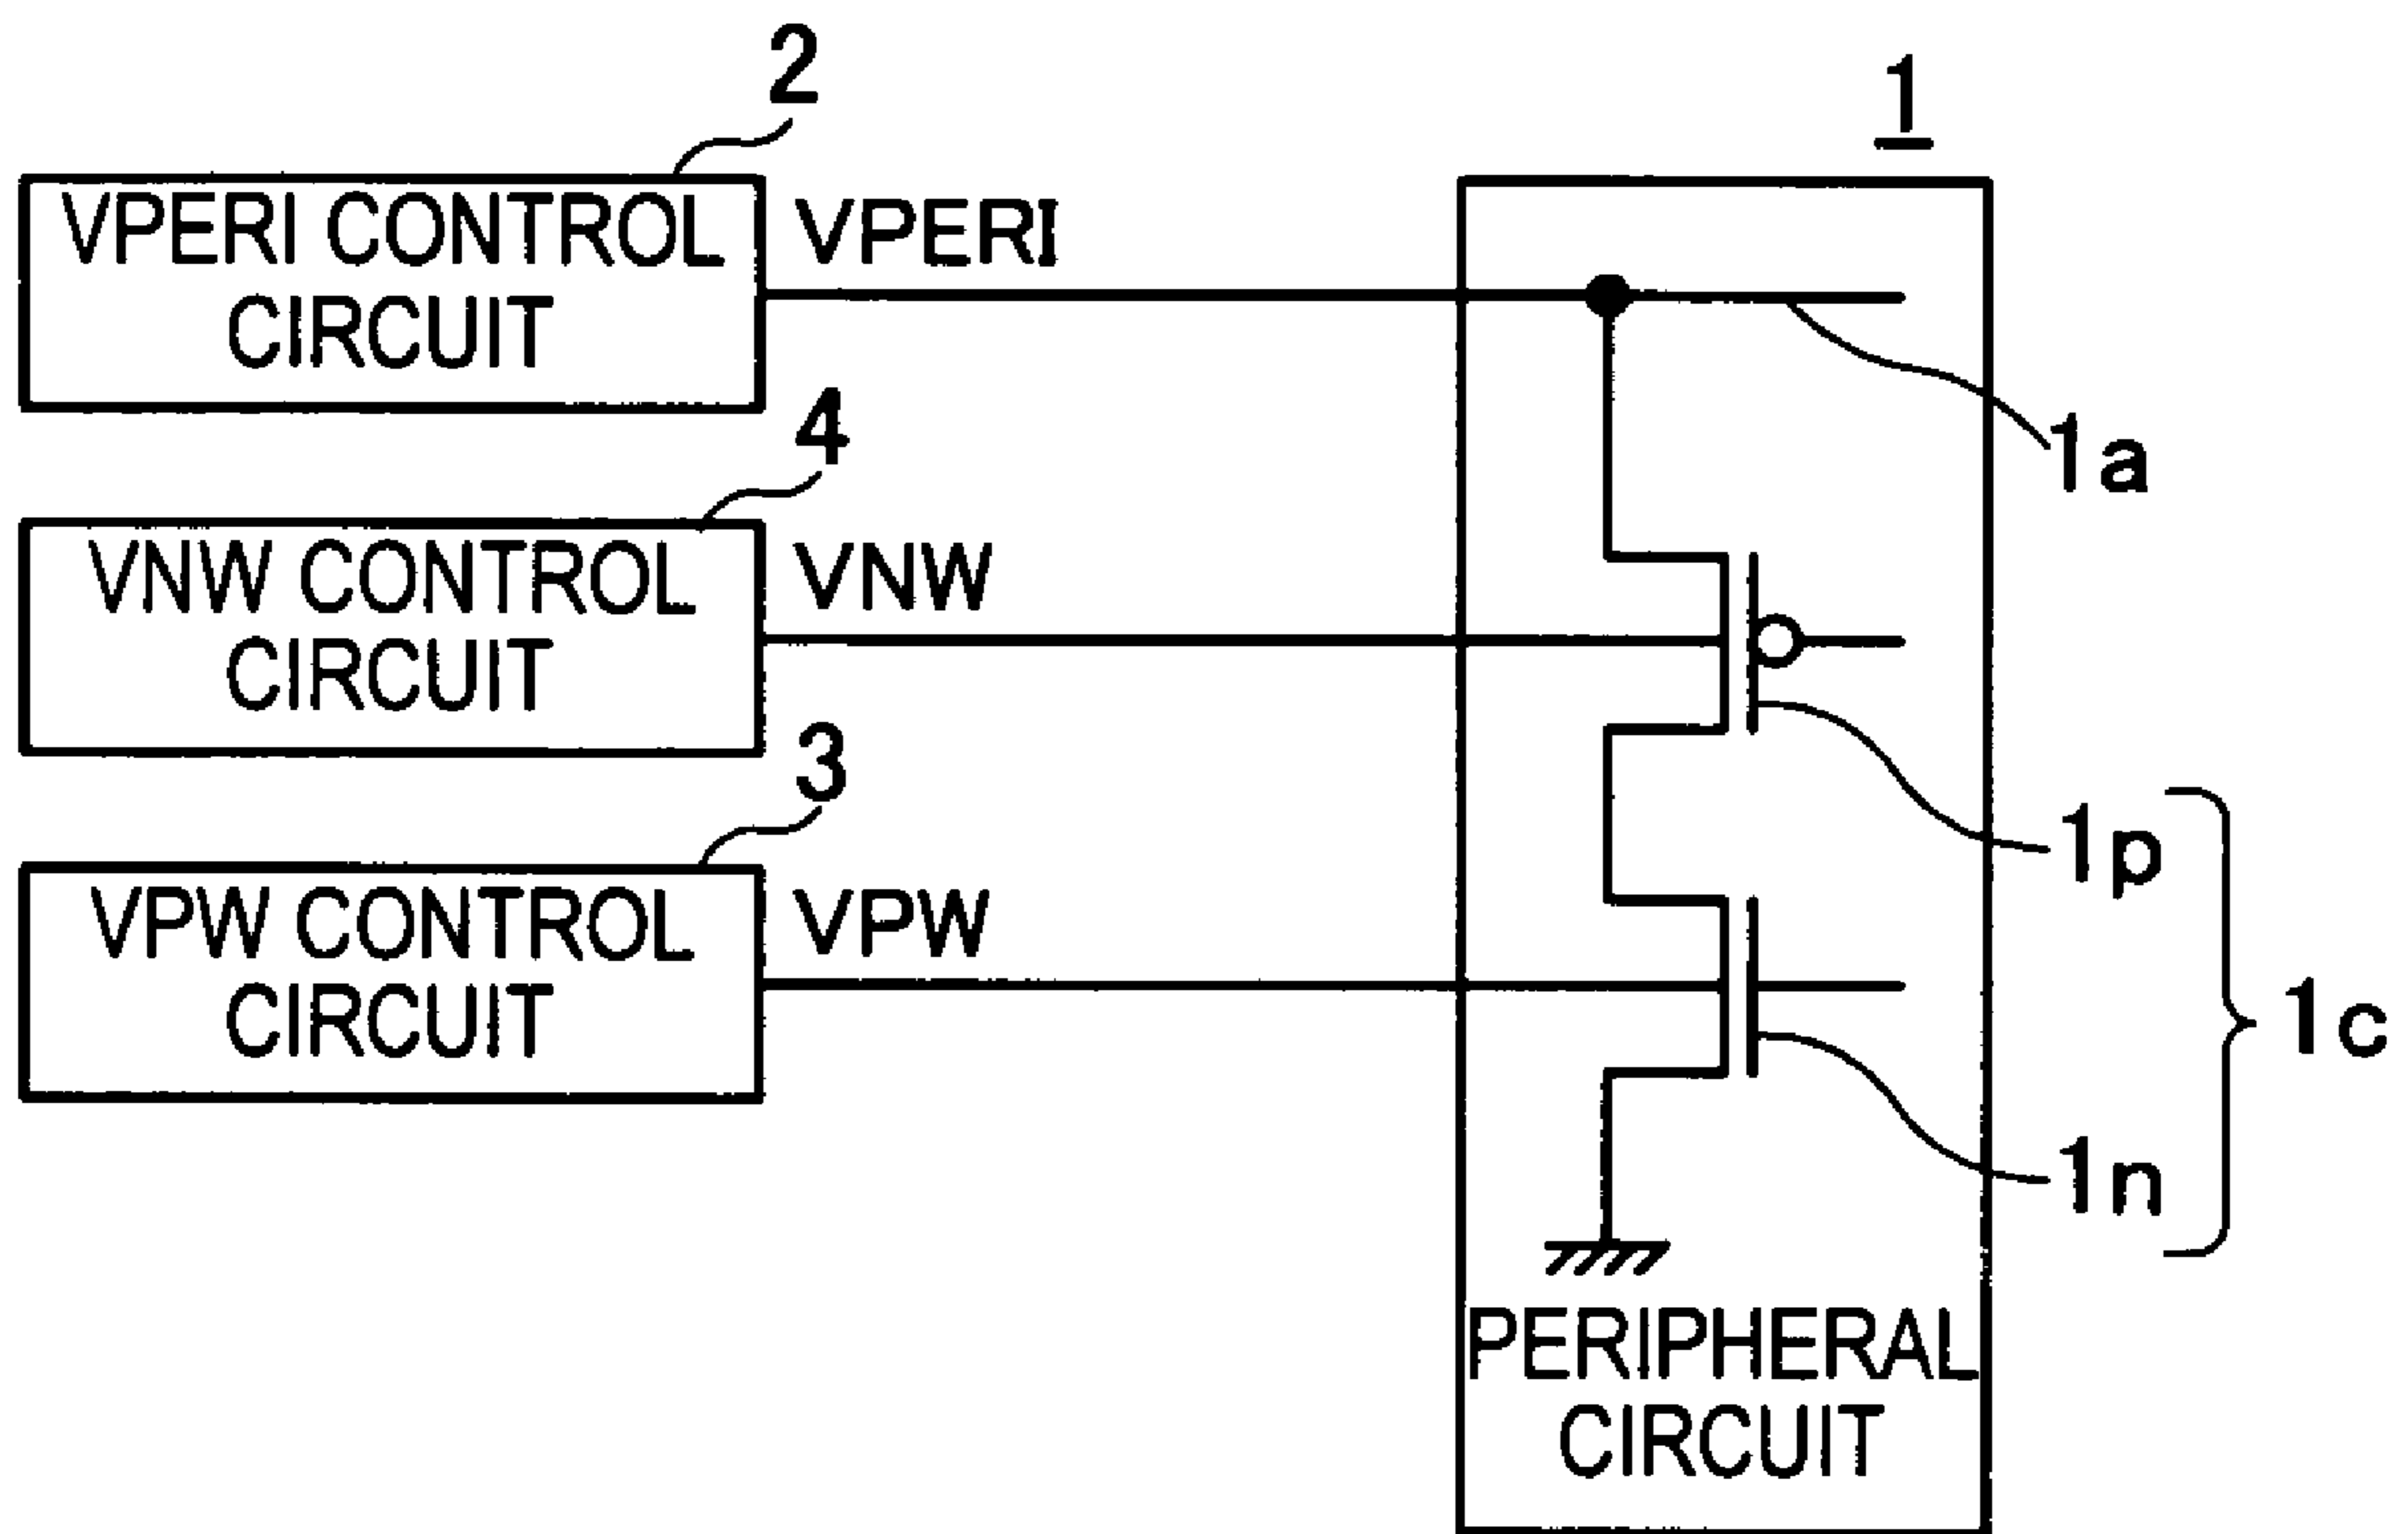 2
1
VPERI CONTROL
CIRCUIT
VPERI
1a
4
VNW CONTROL
CIRCUIT
VNW
3
1p
VPW CONTROL
CIRCUIT
VPW
1c
1n
PERIPHERAL
CIRCUIT